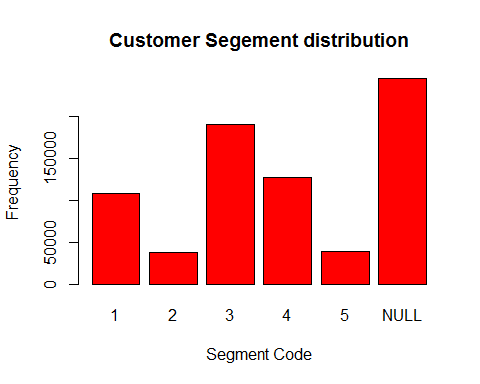 Customer Segement distribution
Frequency
150000
50000
0
1 2 3 4 5 NULL
Segment Code